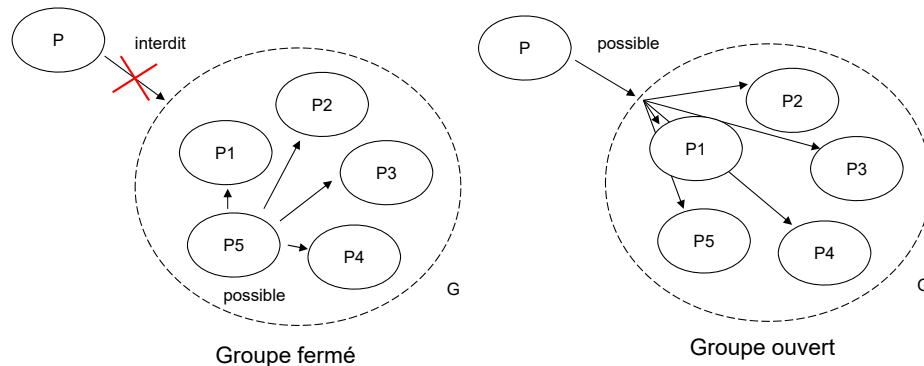 P
interdit
P2
P1
P3
P5
P4
possible
G
Groupe fermé
P
possible
P2
P1
P3
P5
P4
Groupe ouvert